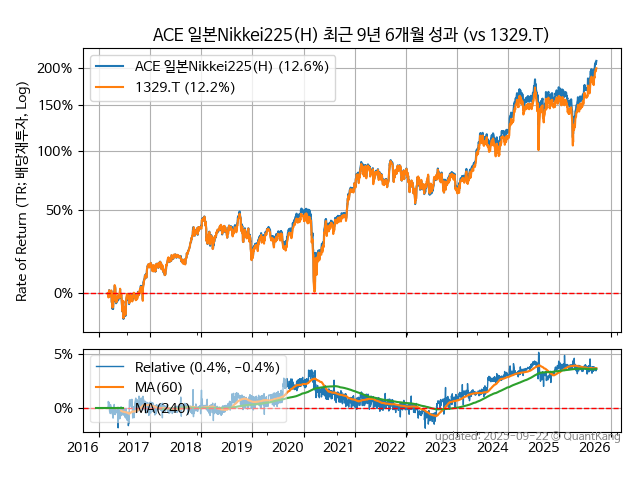 ACE 일본Nikkei225(H) 최근 9년 6개월 성과 (vs 1329.T)
Rate of Return (TR: 배당재투자, Log)
200%
150%
100%
50%
0%
ACE 일본Nikkei225(H) (12.6%)
1329.T (12.2%)
5%
0%
Relative (0.4%, -0.4%)
MA(60)
MA(240)
updated: 2025-09-22 © QuantKang
2016 2017 2018 2019 2020 2021 2022 2023 2024 2025 2026